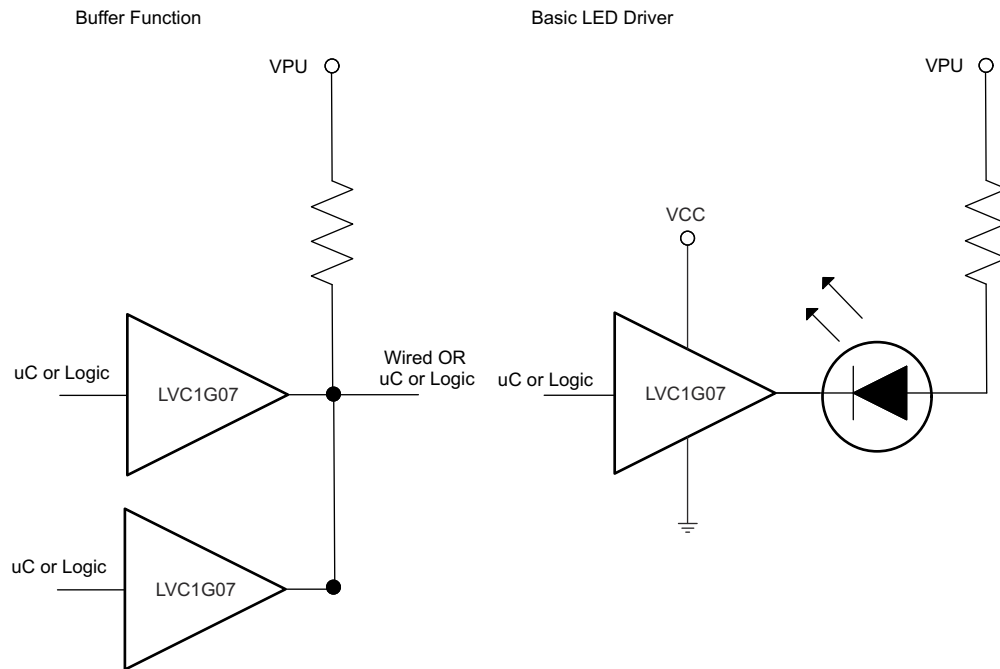 Buffer Function
VPU
uC or Logic
LVC1G07
Wired OR
uC or Logic
uC or Logic
LVC1G07
Basic LED Driver
VPU
VCC
uC or Logic
LVC1G07